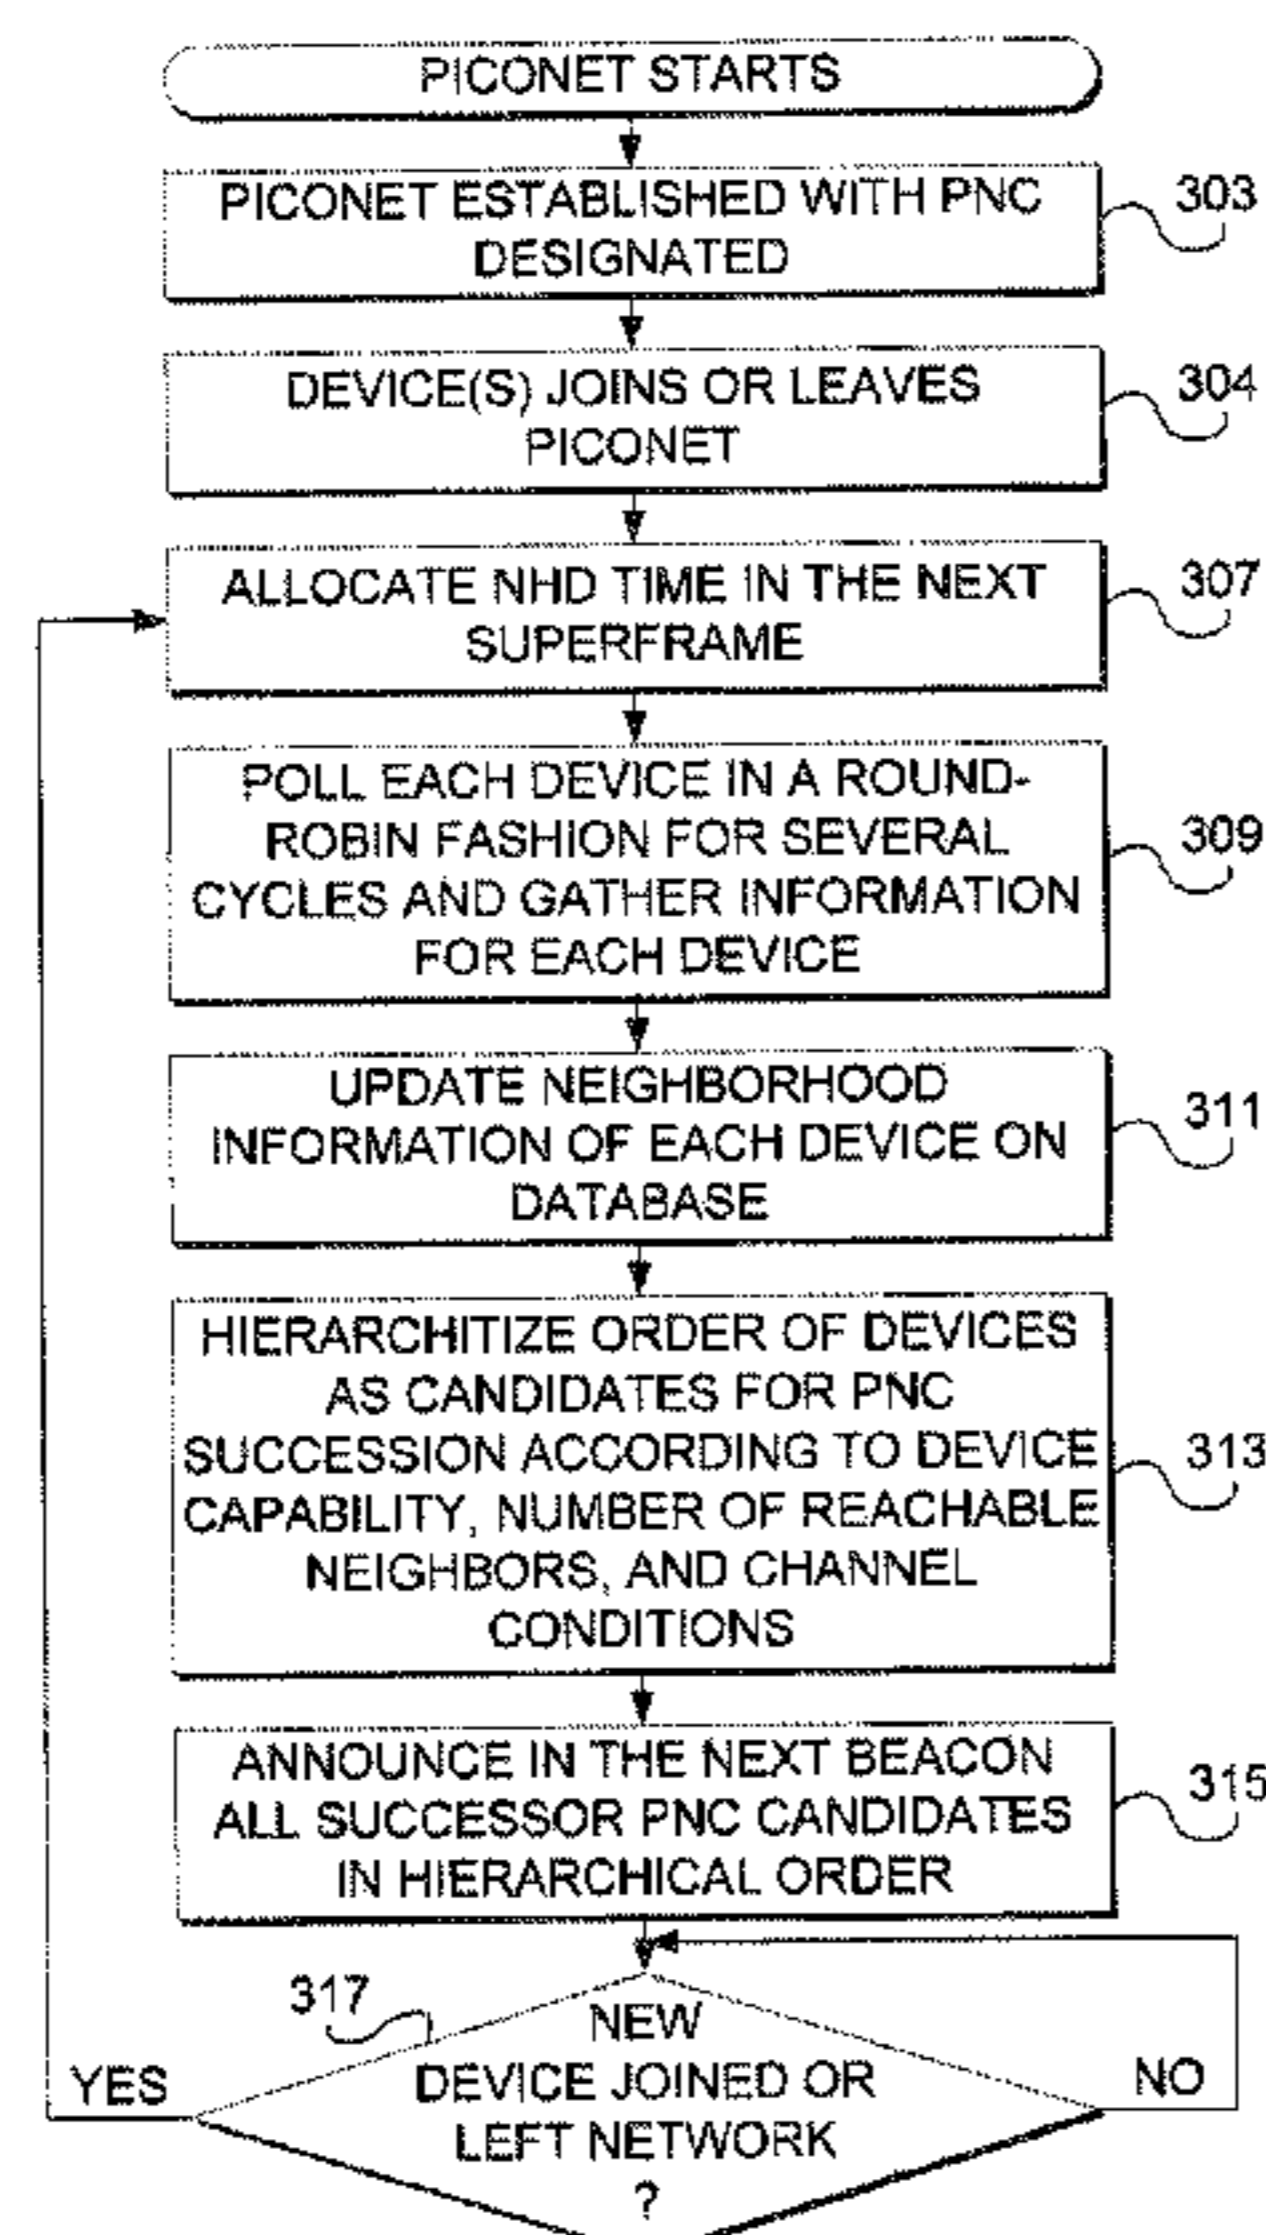 PICONET STARTS
PICONET ESTABLISHED WITH PNC
DESIGNATED
303
DEVICE(S) JOINS OR LEAVES
PICONET
304
ALLOCATE NHD TIME IN THE NEXT
SUPERFRAME
307
POLL EACH DEVICE IN A ROUND-
ROBIN FASHION FOR SEVERAL
CYCLES AND GATHER INFORMATION
FOR EACH DEVICE
309
UPDATE NEIGHBORHOOD
INFORMATION OF EACH DEVICE ON
DATABASE
311
HIERARCHITIZE ORDER OF DEVICES
AS CANDIDATES FOR PNC
SUCCESSION ACCORDING TO DEVICE
CAPABILITY, NUMBER OF REACHABLE
NEIGHBORS, AND CHANNEL
CONDITIONS
313
ANNOUNCE IN THE NEXT BEACON
ALL SUCCESSOR PNC CANDIDATES
IN HIERARCHICAL ORDER
315
317
NEW
DEVICE JOINED OR
LEFT NETWORK
?
YES
NO